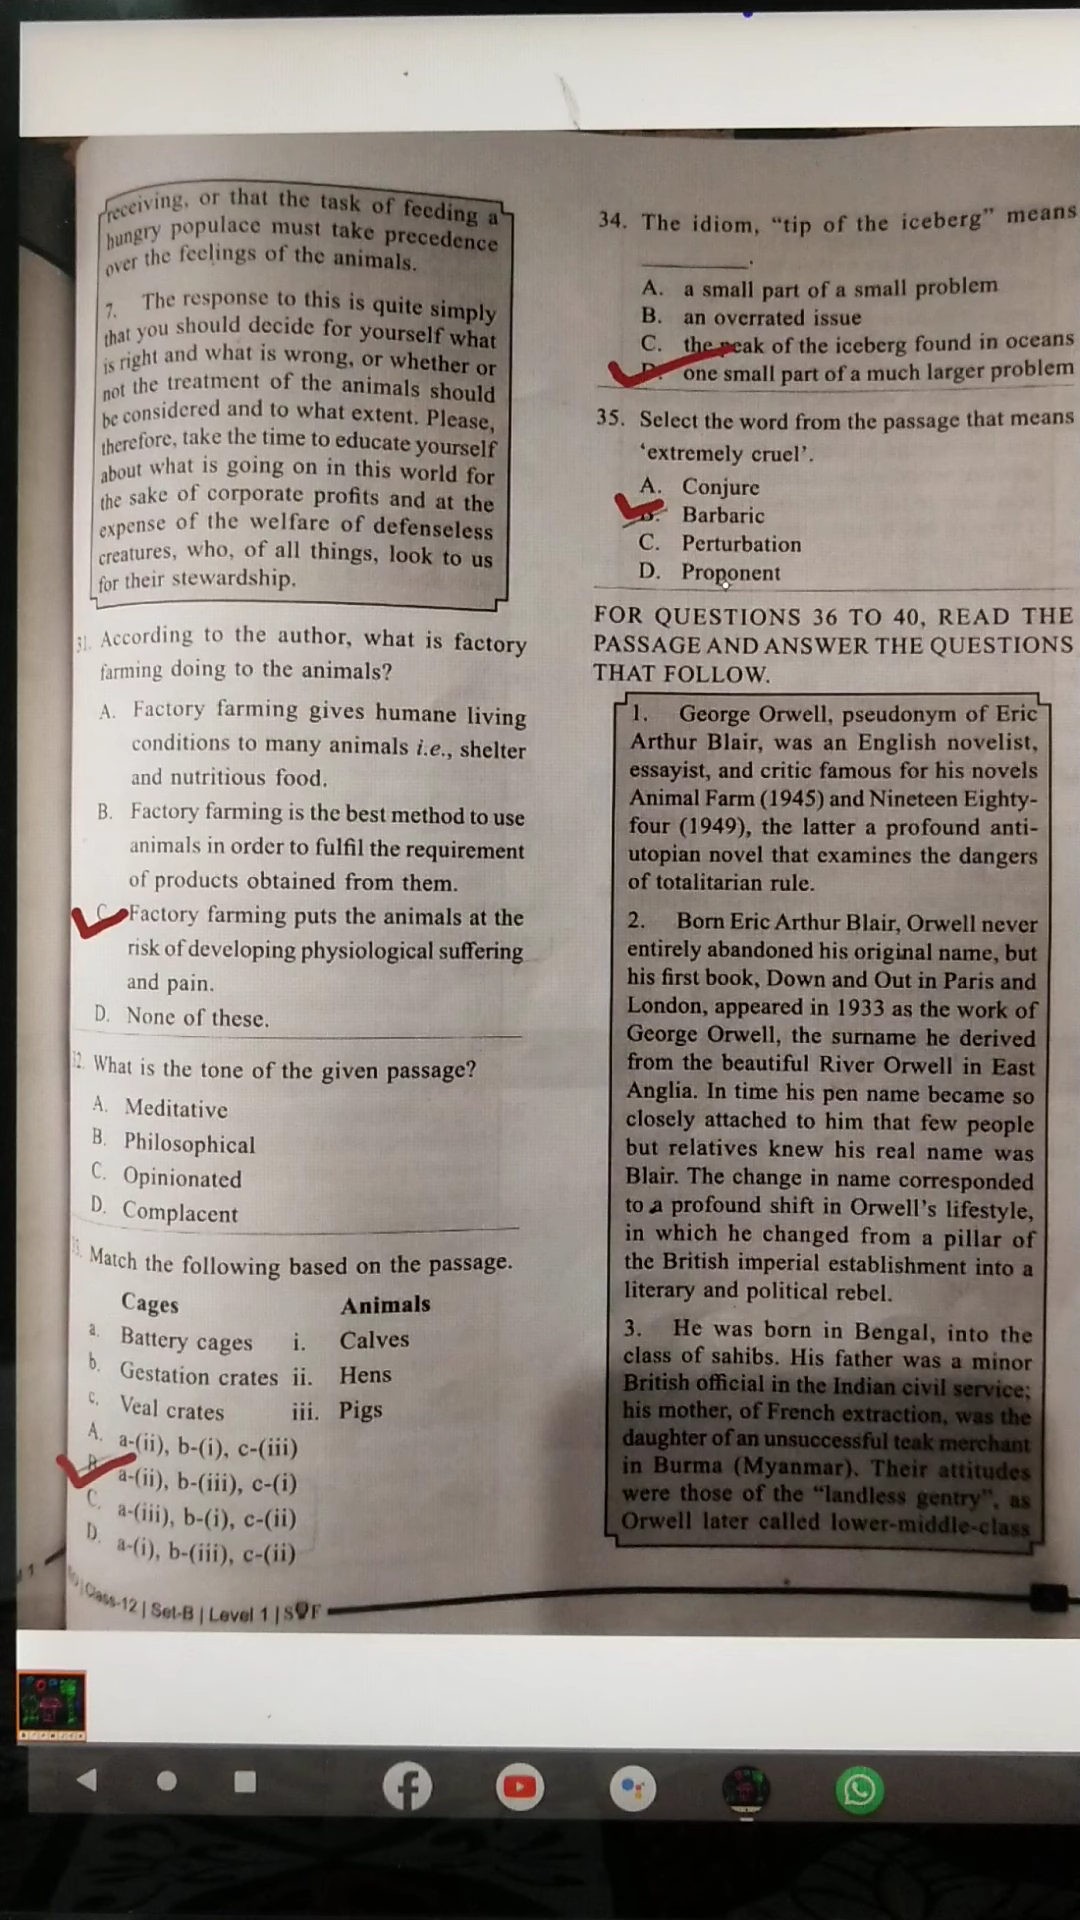 receiving, or that the task of feeding a
hungry populace must take precedence
over the feelings of the animals.
7. The response to this is quite simply
that you should decide for yourself what
is right and what is wrong, or whether or
not the treatment of the animals should
be considered and to what extent. Please,
therefore, take the time to educate yourself
about what is going on in this world for
the sake of corporate profits and at the
expense of the welfare of defenseless
creatures, who, of all things, look to us
for their stewardship.
31. According to the author, what is factory
farming doing to the animals?
A. Factory farming gives humane living
conditions to many animals i.e., shelter
and nutritious food.
B. Factory farming is the best method to use
animals in order to fulfil the requirement
of products obtained from them.
C. Factory farming puts the animals at the
risk of developing physiological suffering
and pain.
D. None of these.
32. What is the tone of the given passage?
A. Meditative
B. Philosophical
C. Opinionated
D. Complacent
Match the following based on the passage.
Cages Animals
a. Battery cages i. Calves
b. Gestation crates ii. Hens
c. Veal crates iii. Pigs
A. a-(ii), b-(i), c-(iii)
B. a-(ii), b-(iii), c-(i)
C. a-(iii), b-(i), c-(ii)
D. a-(i), b-(iii), c-(ii)
| Class-12 | Set-B | Level 1 | SOF
34. The idiom, “tip of the iceberg” means
________.
A. a small part of a small problem
B. an overrated issue
C. the peak of the iceberg found in oceans
D. one small part of a much larger problem
35. Select the word from the passage that means
‘extremely cruel’.
A. Conjure
B. Barbaric
C. Perturbation
D. Proponent
FOR QUESTIONS 36 TO 40, READ THE
PASSAGE AND ANSWER THE QUESTIONS
THAT FOLLOW.
1. George Orwell, pseudonym of Eric
Arthur Blair, was an English novelist,
essayist, and critic famous for his novels
Animal Farm (1945) and Nineteen Eighty-
four (1949), the latter a profound anti-
utopian novel that examines the dangers
of totalitarian rule.
2. Born Eric Arthur Blair, Orwell never
entirely abandoned his original name, but
his first book, Down and Out in Paris and
London, appeared in 1933 as the work of
George Orwell, the surname he derived
from the beautiful River Orwell in East
Anglia. In time his pen name became so
closely attached to him that few people
but relatives knew his real name was
Blair. The change in name corresponded
to a profound shift in Orwell’s lifestyle,
in which he changed from a pillar of
the British imperial establishment into a
literary and political rebel.
3. He was born in Bengal, into the
class of sahibs. His father was a minor
British official in the Indian civil service;
his mother, of French extraction, was the
daughter of an unsuccessful teak merchant
in Burma (Myanmar). Their attitudes
were those of the “landless gentry”, as
Orwell later called lower-middle-class